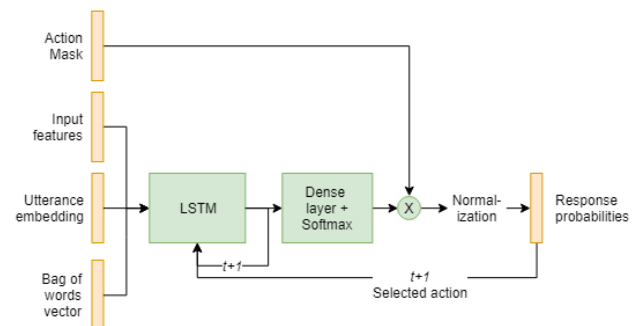 Action
Mask
Input
features
Utterance
embedding
Bag of
words
vector
LSTM
t+1
Dense
layer +
Softmax
X
Normal-
ization
Response
probabilities
t+1
Selected action